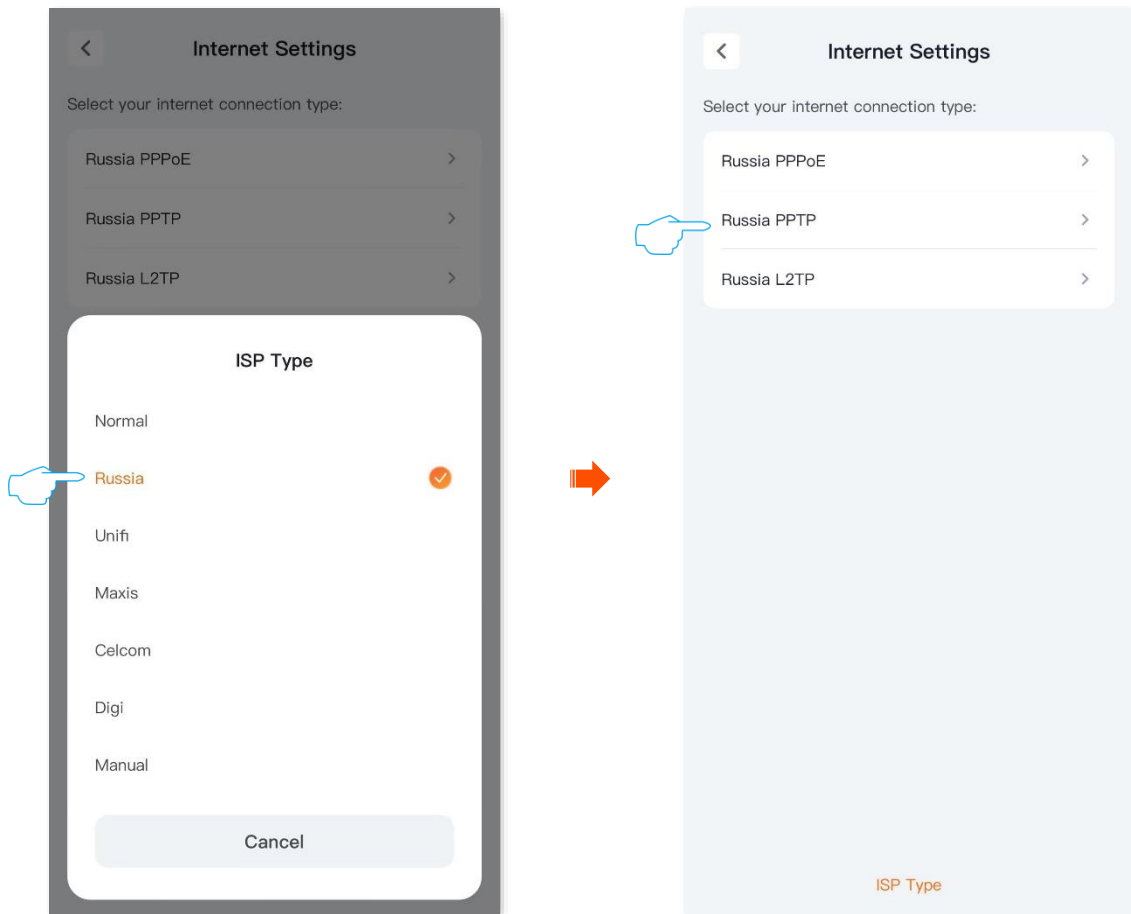 Internet Settings
Select your internet connection type:
Russia PPPoE
Russia PPTP
Russia L2TP
ISP Type
Normal
Russia
Unifi
Maxis
Celcom
Digi
Manual
Cancel
Internet Settings
Select your internet connection type:
Russia PPPoE
Russia PPTP
Russia L2TP
ISP Type